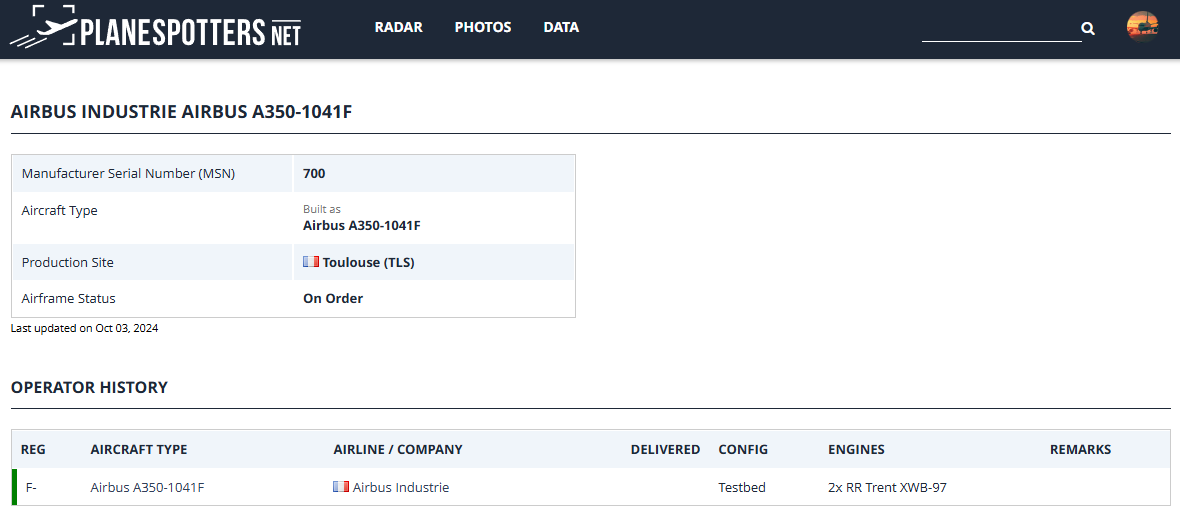 PLANESPOTTERS NET RADAR PHOTOS DATA
AIRBUS INDUSTRIE AIRBUS A350-1041F
Manufacturer Serial Number (MSN) 700
Aircraft Type Built as
Airbus A350-1041F
Production Site Toulouse (TLS)
Airframe Status On Order
Last updated on Oct 03, 2024
OPERATOR HISTORY
REG AIRCRAFT TYPE AIRLINE / COMPANY DELIVERED CONFIG ENGINES REMARKS
F- Airbus A350-1041F Airbus Industrie Testbed 2x RR Trent XWB-97